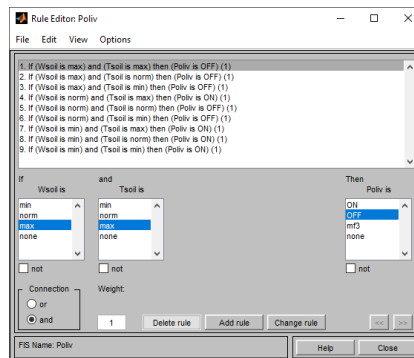 Rule Editor: Poliv
File Edit View Options
1. If (Wsoil is max) and (Tsoil is max) then (Poliv is OFF) (1)
2. If (Wsoil is max) and (Tsoil is norm) then (Poliv is OFF) (1)
3. If (Wsoil is max) and (Tsoil is min) then (Poliv is OFF) (1)
4. If (Wsoil is norm) and (Tsoil is max) then (Poliv is ON) (1)
5. If (Wsoil is norm) and (Tsoil is norm) then (Poliv is OFF) (1)
6. If (Wsoil is norm) and (Tsoil is min) then (Poliv is OFF) (1)
7. If (Wsoil is min) and (Tsoil is max) then (Poliv is ON) (1)
8. If (Wsoil is min) and (Tsoil is norm) then (Poliv is ON) (1)
9. If (Wsoil is min) and (Tsoil is min) then (Poliv is ON) (1)
If and Then
Wsoil is Tsoil is Poliv is
min min ON
norm norm OFF
max max mf3
none none none
not not not
Connection Weight:
or
and 1 Delete rule Add rule Change rule << >>
FIS Name: Poliv Help Close